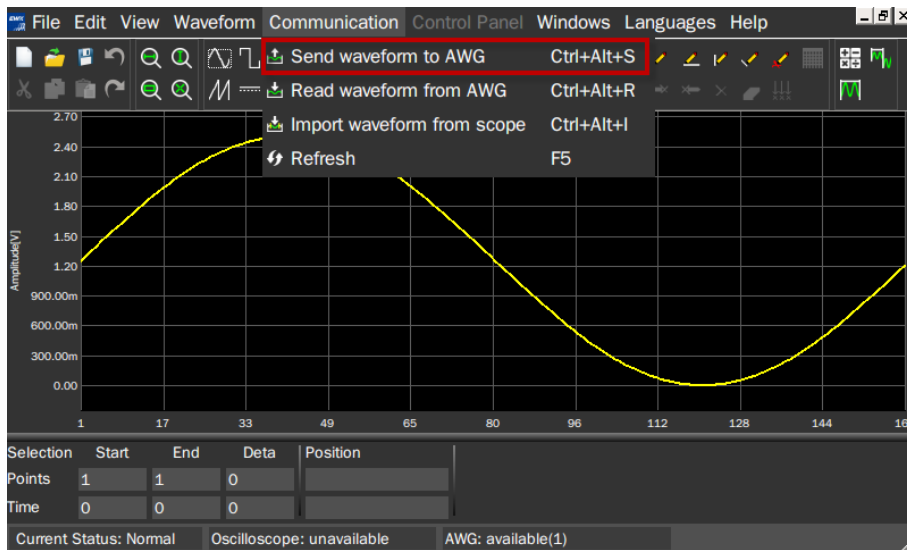 File Edit View Waveform Communication Control Panel Windows Languages Help
Send waveform to AWG Ctrl+Alt+S
Read waveform from AWG Ctrl+Alt+R
Import waveform from scope Ctrl+Alt+I
Refresh F5
2.70
2.40
2.10
1.80
1.50
1.20
900.00m
600.00m
300.00m
0.00
Amplitude[V]
1 17 33 49 65 80 96 112 128 144 16
Selection Start End Deta Position
Points 1 1 0
Time 0 0 0
Current Status: Normal Oscilloscope: unavailable AWG: available(1)